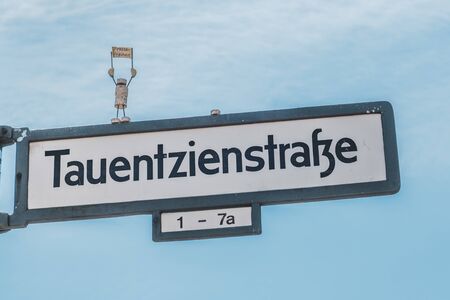 Tauentzienstraße
1 – 7a